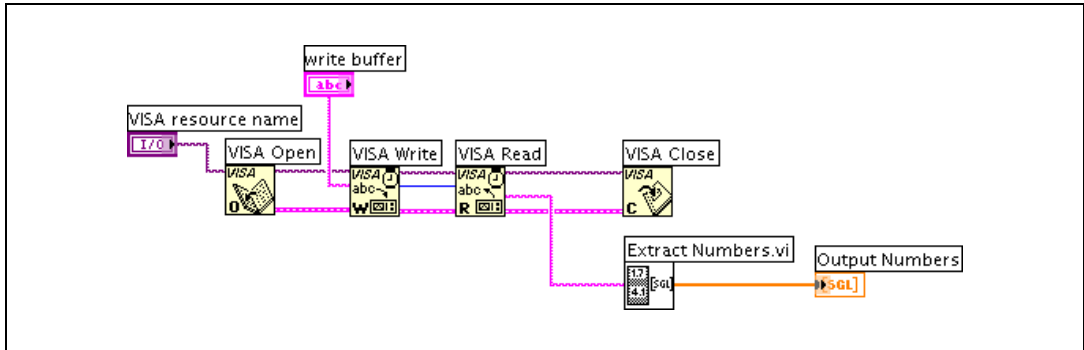 write buffer
abc
VISA resource name
I/O
VISA Open
VISA Write
VISA Read
VISA Close
VISA
O
VISA
abc
W
VISA
abc
R
VISA
C
Extract Numbers.vi
1.7
4.1
[SGL]
Output Numbers
SGL]